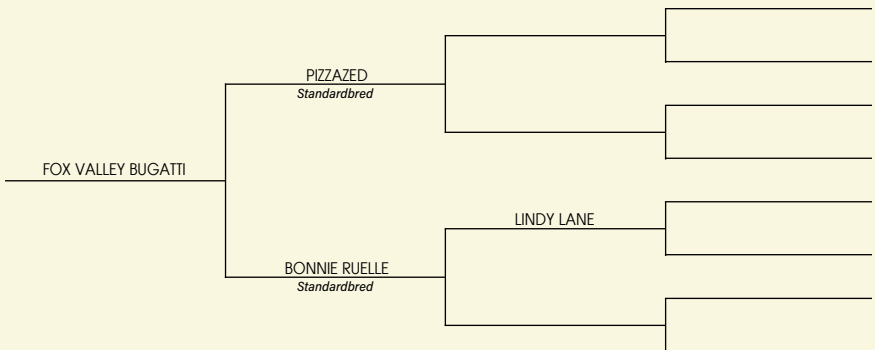 PIZZAZED
Standardbred
FOX VALLEY BUGATTI
LINDY LANE
BONNIE RUELLE
Standardbred